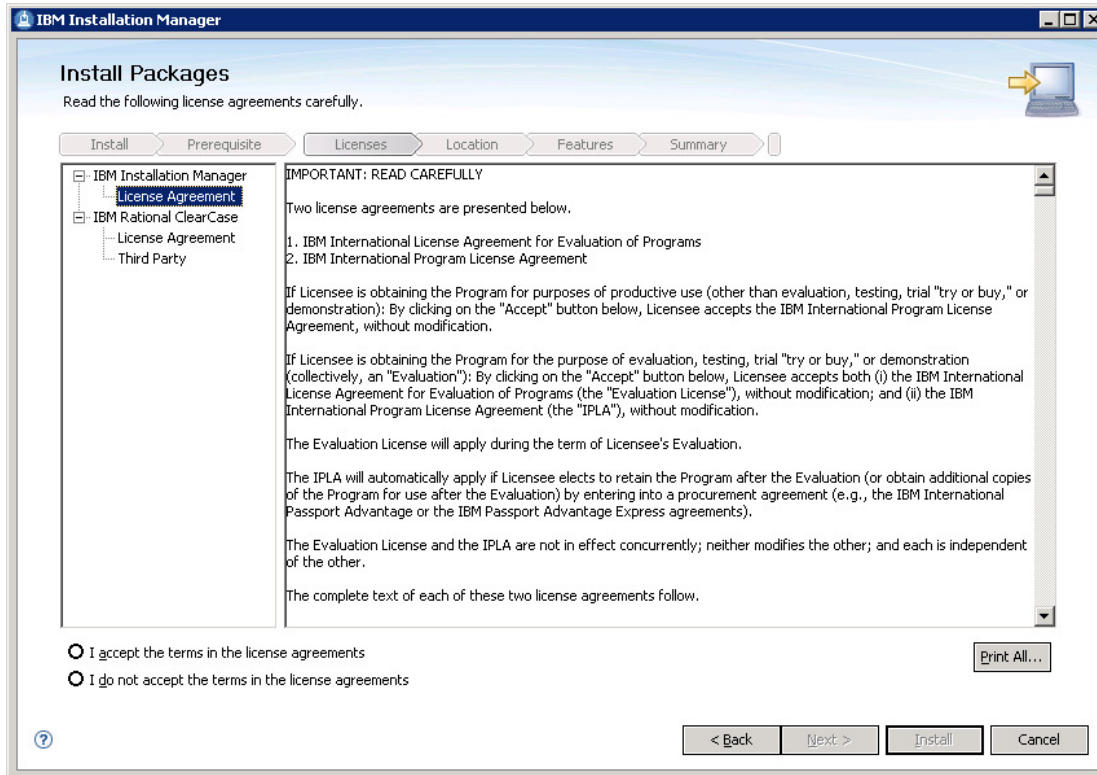 IBM Installation Manager
Install Packages
Read the following license agreements carefully.
Install
Prerequisite
Licenses
Location
Features
Summary
IBM Installation Manager
License Agreement
IBM Rational ClearCase
License Agreement
Third Party
IMPORTANT: READ CAREFULLY
Two license agreements are presented below.
1. IBM International License Agreement for Evaluation of Programs
2. IBM International Program License Agreement
If Licensee is obtaining the Program for purposes of productive use (other than evaluation, testing, trial "try or buy," or
demonstration): By clicking on the "Accept" button below, Licensee accepts the IBM International Program License
Agreement, without modification.
If Licensee is obtaining the Program for the purpose of evaluation, testing, trial "try or buy," or demonstration
(collectively, an "Evaluation"): By clicking on the "Accept" button below, Licensee accepts both (i) the IBM International
License Agreement for Evaluation of Programs (the "Evaluation License"), without modification; and (ii) the IBM
International Program License Agreement (the "IPLA"), without modification.
The Evaluation License will apply during the term of Licensee's Evaluation.
The IPLA will automatically apply if Licensee elects to retain the Program after the Evaluation (or obtain additional copies
of the Program for use after the Evaluation) by entering into a procurement agreement (e.g., the IBM International
Passport Advantage or the IBM Passport Advantage Express agreements).
The Evaluation License and the IPLA are not in effect concurrently; neither modifies the other; and each is independent
of the other.
The complete text of each of these two license agreements follow.
I accept the terms in the license agreements
I do not accept the terms in the license agreements
Print All...
?
< Back
Next >
Install
Cancel